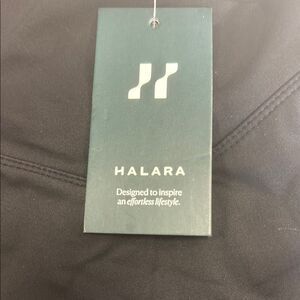 HALARA
Designed to inspire
an effortless lifestyle.